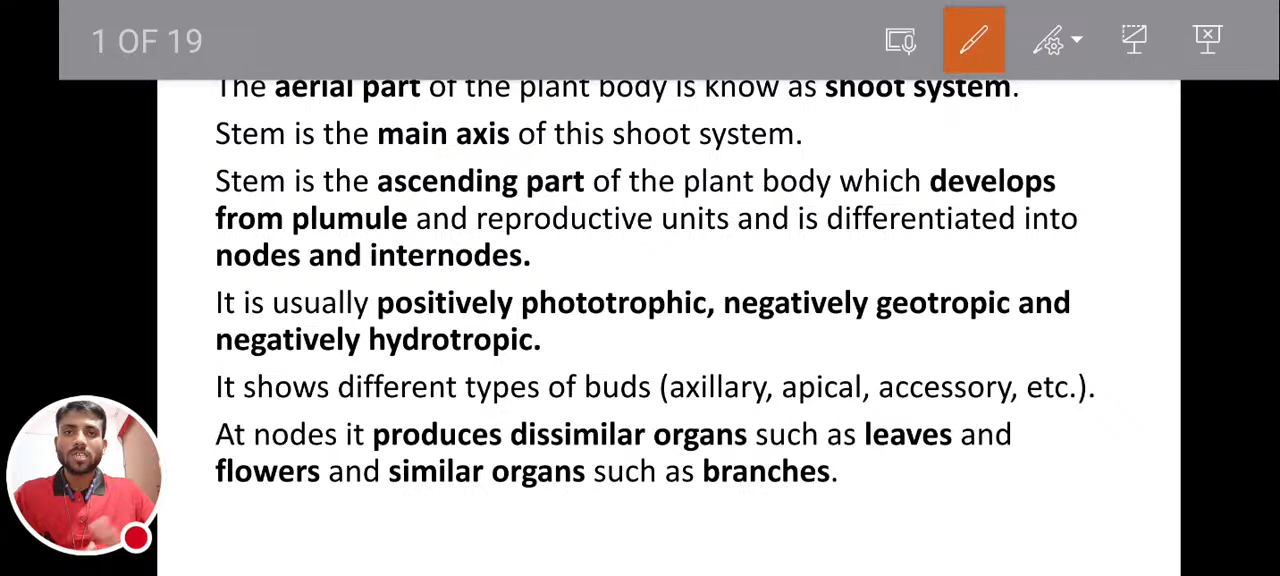 1 OF 19
The aerial part of the plant body is know as shoot system.
Stem is the main axis of this shoot system.
Stem is the ascending part of the plant body which develops
from plumule and reproductive units and is differentiated into
nodes and internodes.
It is usually positively phototrophic, negatively geotropic and
negatively hydrotropic.
It shows different types of buds (axillary, apical, accessory, etc.).
At nodes it produces dissimilar organs such as leaves and
flowers and similar organs such as branches.